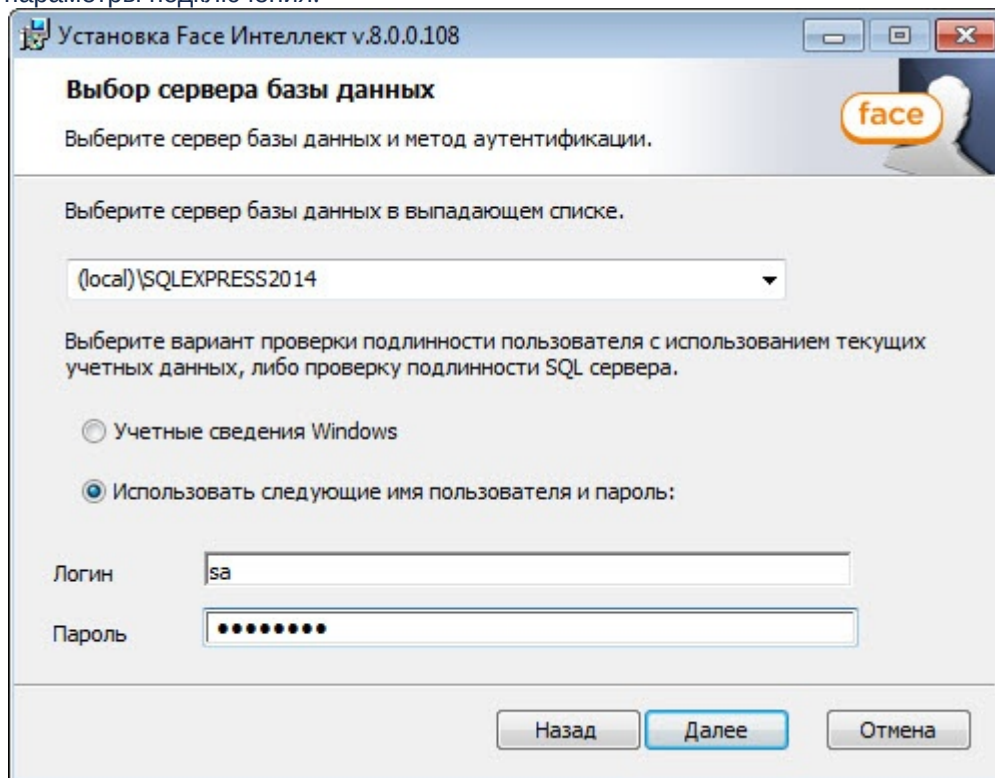 параметры подключения.
Установка Face Интеллект v.8.0.0.108
Выбор сервера базы данных
face
Выберите сервер базы данных и метод аутентификации.
Выберите сервер базы данных в выпадающем списке.
(local)\SQLEXPRESS2014
Выберите вариант проверки подлинности пользователя с использованием текущих
учетных данных, либо проверку подлинности SQL сервера.
Учетные сведения Windows
Использовать следующие имя пользователя и пароль:
Логин sa
Пароль ●●●●●●●●
Назад Далее Отмена